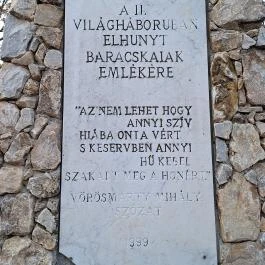 A II.
VILÁGHÁBORUBAN
ELHUNYT
BARACSKAIAK
EMLÉKÉRE
"AZ NEM LEHET HOGY
ANNYI SZÍV
HIÁBA ONTA VÉRT
S KESERVBEN ANNYI
HŰ KEBEL
SZAKADT MEG A HONÉRT"
VÖRÖSMARTY MIHÁLY
SZÓZAT